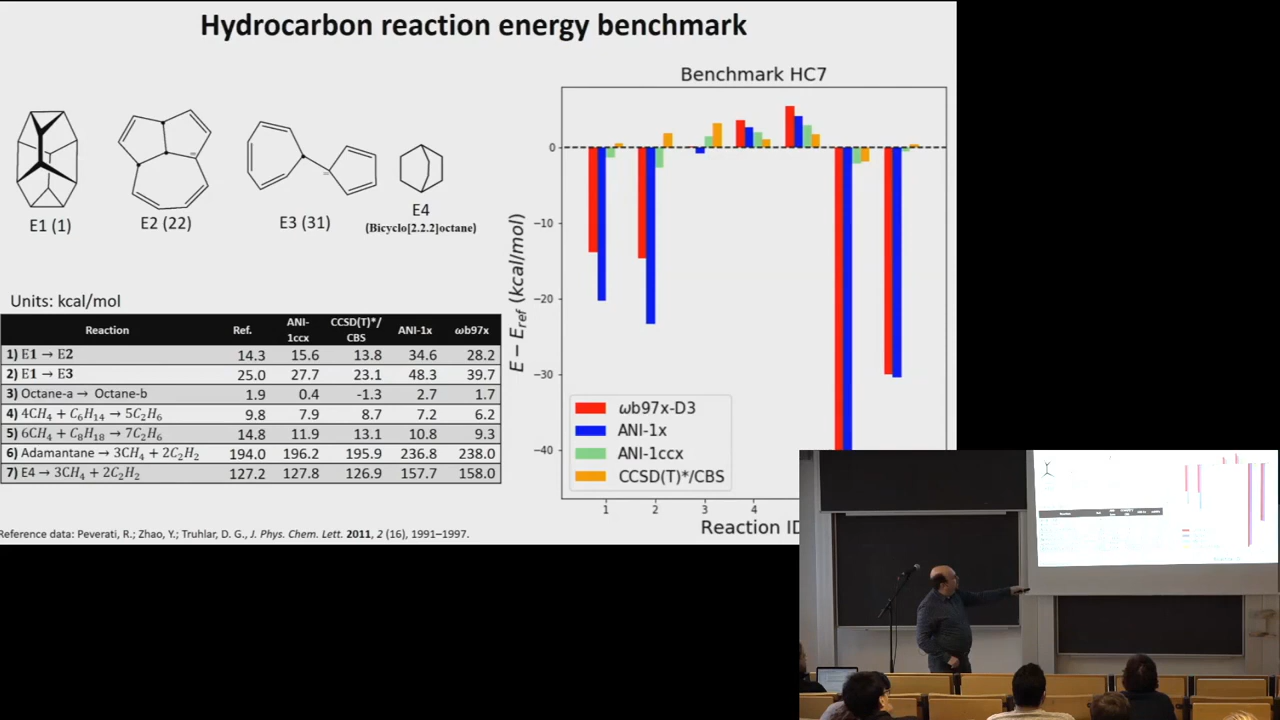 Hydrocarbon reaction energy benchmark
E1 (1)
E2 (22)
E3 (31)
E4
(Bicyclo[2.2.2]octane)
Units: kcal/mol
Reaction Ref. ANI-1ccx CCSD(T)*/CBS ANI-1x ωb97x
1) E1 → E2 14.3 15.6 13.8 34.6 28.2
2) E1 → E3 25.0 27.7 23.1 48.3 39.7
3) Octane-a → Octane-b 1.9 0.4 -1.3 2.7 1.7
4) 4CH₄ + C₆H₁₄ → 5C₂H₆ 9.8 7.9 8.7 7.2 6.2
5) 6CH₄ + C₈H₁₈ → 7C₂H₆ 14.8 11.9 13.1 10.8 9.3
6) Adamantane → 3CH₄ + 2C₂H₂ 194.0 196.2 195.9 236.8 238.0
7) E4 → 3CH₄ + 2C₂H₂ 127.2 127.8 126.9 157.7 158.0
Reference data: Peverati, R.; Zhao, Y.; Truhlar, D. G., J. Phys. Chem. Lett. 2011, 2 (16), 1991–1997.
Benchmark HC7
E − E_ref (kcal/mol)
0
−10
−20
−30
−40
ωb97x-D3
ANI-1x
ANI-1ccx
CCSD(T)*/CBS
1 2 3 4
Reaction ID